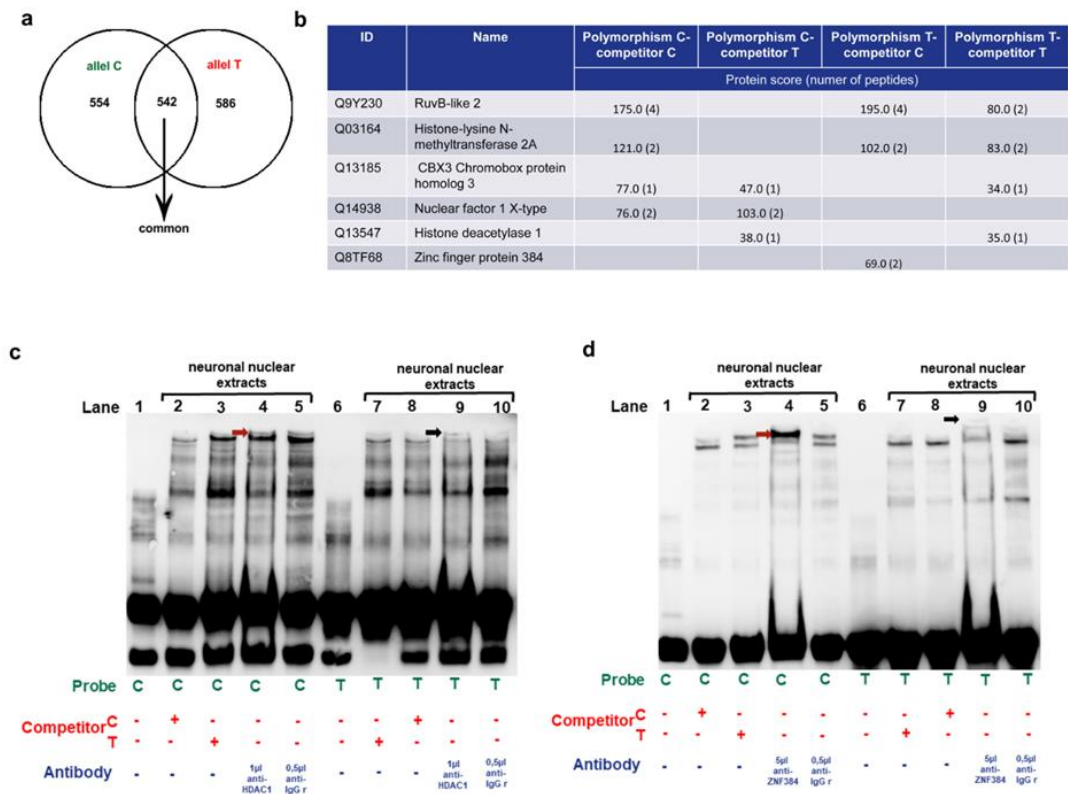 a
allel C
allel T
554
542
586
common
b
ID
Name
Polymorphism C-
competitor C
Polymorphism C-
competitor T
Polymorphism T-
competitor C
Polymorphism T-
competitor T
Protein score (numer of peptides)
Q9Y230
RuvB-like 2
175.0 (4)
195.0 (4)
80.0 (2)
Q03164
Histone-lysine N-
methyltransferase 2A
121.0 (2)
102.0 (2)
83.0 (2)
Q13185
CBX3 Chromobox protein
homolog 3
77.0 (1)
47.0 (1)
34.0 (1)
Q14938
Nuclear factor 1 X-type
76.0 (2)
103.0 (2)
Q13547
Histone deacetylase 1
38.0 (1)
35.0 (1)
Q8TF68
Zinc finger protein 384
69.0 (2)
c
neuronal nuclear
extracts
neuronal nuclear
extracts
Lane 1 2 3 4 5 6 7 8 9 10
Probe C C C C C T T T T T
Competitor C - + - - - - - + - -
T - - + - - - + - - -
Antibody - - - 1µl anti-HDAC1 0,5µl anti-IgG r - - - 1µl anti-HDAC1 0,5µl anti-IgG r
d
neuronal nuclear
extracts
neuronal nuclear
extracts
Lane 1 2 3 4 5 6 7 8 9 10
Probe C C C C C T T T T T
Competitor C - + - - - - - + - -
T - - + - - - + - - -
Antibody - - - 5µl anti-ZNF384 0,5µl anti-IgG r - - - 5µl anti-ZNF384 0,5µl anti-IgG r